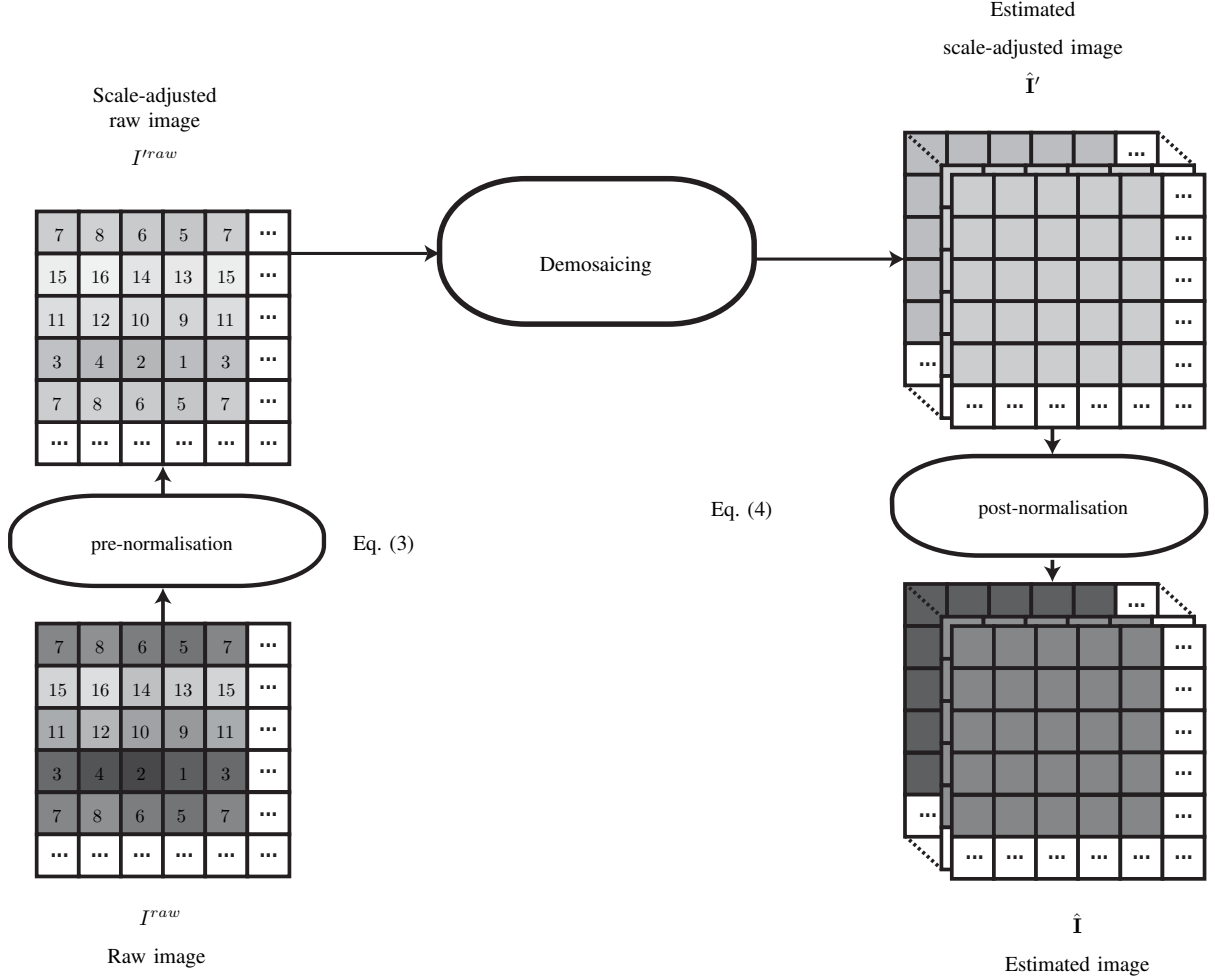 Estimated
scale-adjusted image
Î′
Scale-adjusted
raw image
I′ʳᵃʷ
...
7 8 6 5 7 ...
15 16 14 13 15 ...
11 12 10 9 11 ...
3 4 2 1 3 ...
7 8 6 5 7 ...
... ... ... ... ... ...
Demosaicing
...
...
...
...
...
...
... ... ... ... ... ...
pre-normalisation
Eq. (3)
Eq. (4)
post-normalisation
7 8 6 5 7 ...
15 16 14 13 15 ...
11 12 10 9 11 ...
3 4 2 1 3 ...
7 8 6 5 7 ...
... ... ... ... ... ...
...
...
...
...
...
...
...
... ... ... ... ... ...
Iʳᵃʷ
Raw image
Î
Estimated image